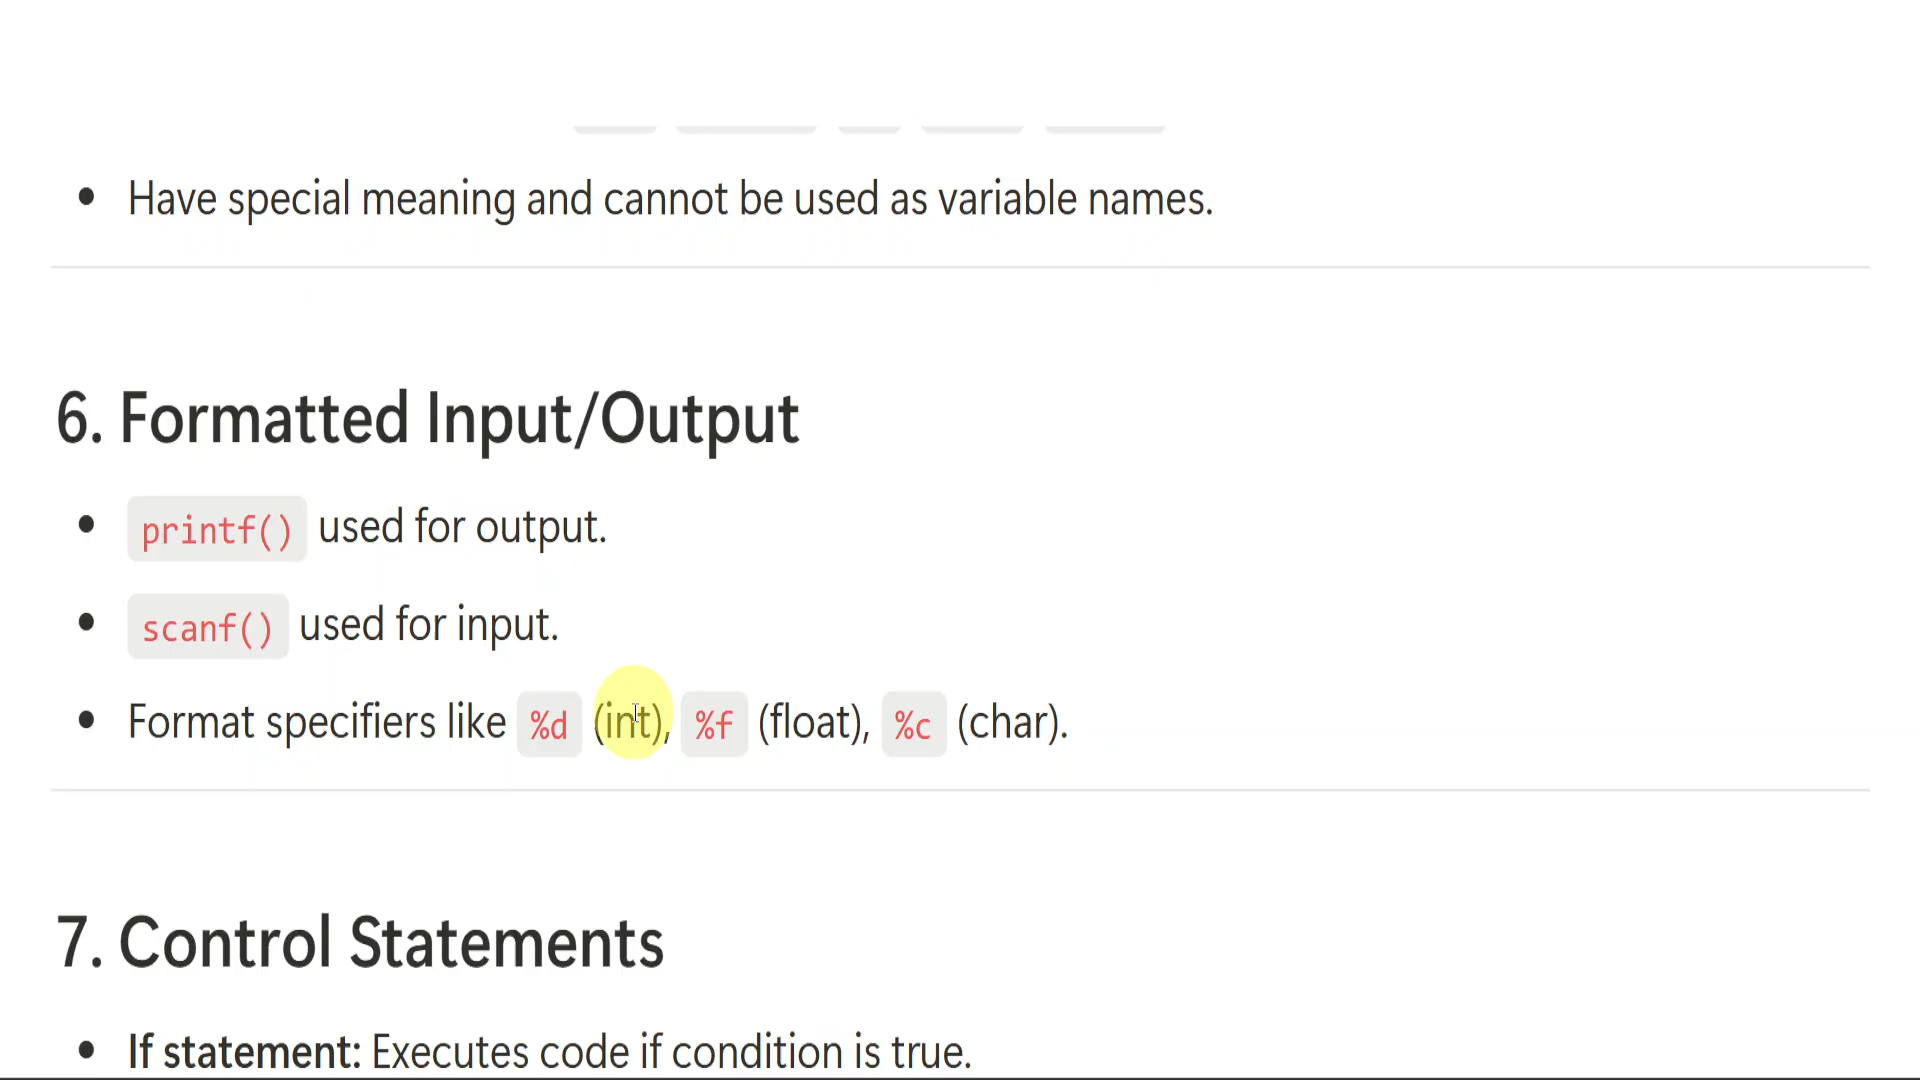 Have special meaning and cannot be used as variable names.
6. Formatted Input/Output
printf() used for output.
scanf() used for input.
Format specifiers like %d (int), %f (float), %c (char).
7. Control Statements
If statement: Executes code if condition is true.